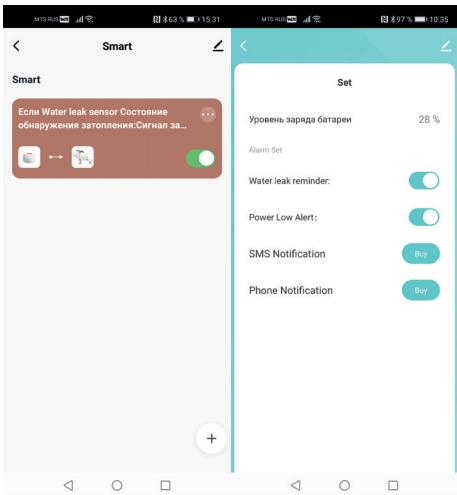 MTS RUS 63 % 15:31
Smart
Smart
Если Water leak sensor Состояние
обнаружения затопления:Сигнал за...
MTS RUS 97 % 10:35
Set
Уровень заряда батареи 28 %
Alarm Set
Water leak reminder:
Power Low Alert:
SMS Notification Buy
Phone Notification Buy